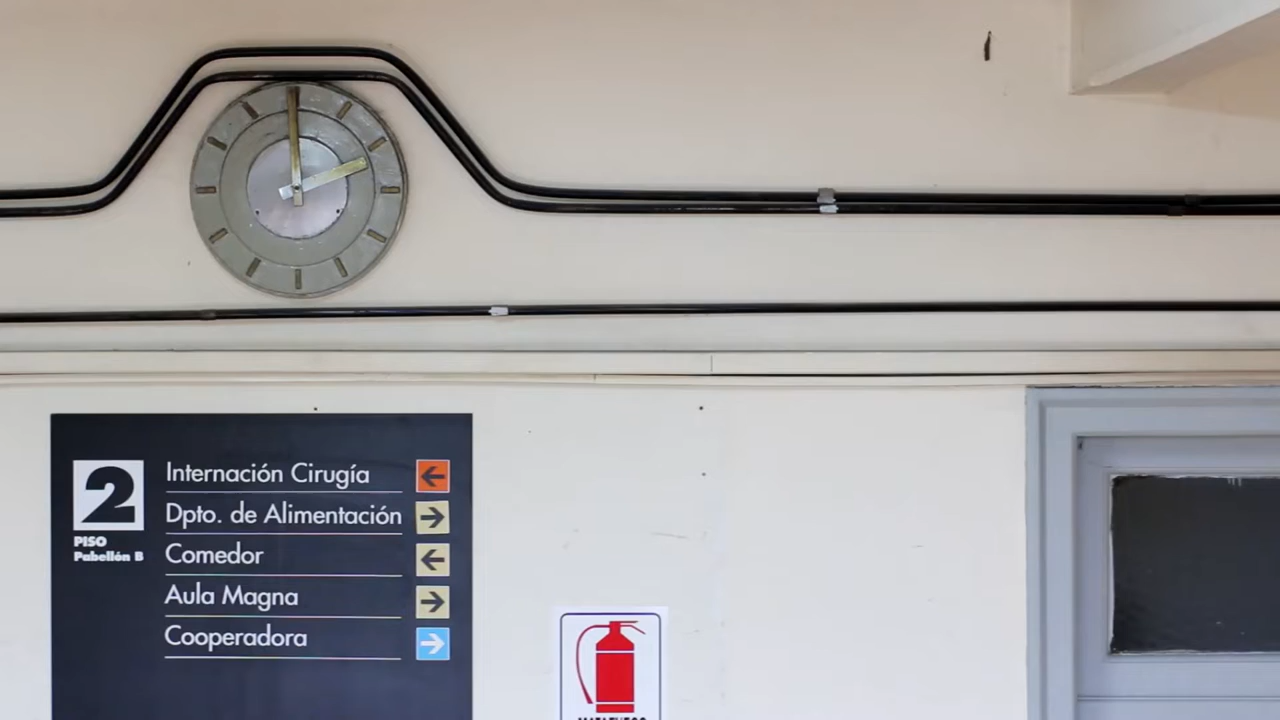 2
PISO
Pabellón B
Internación Cirugía
Dpto. de Alimentación
Comedor
Aula Magna
Cooperadora